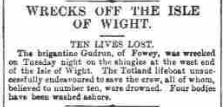 WRECKS OFF THE ISLE
OF WIGHT.
TEN LIVES LOST.
The brigantine Gudrun, of Fowey, was wrecked
on Tuesday night on the shingles at the west end
of the Isle of Wight. The Totland lifeboat unsuc-
cessfully endeavoured to save the crew, all of whom,
believed to number ten, were drowned. Four bodies
have been washed ashore.